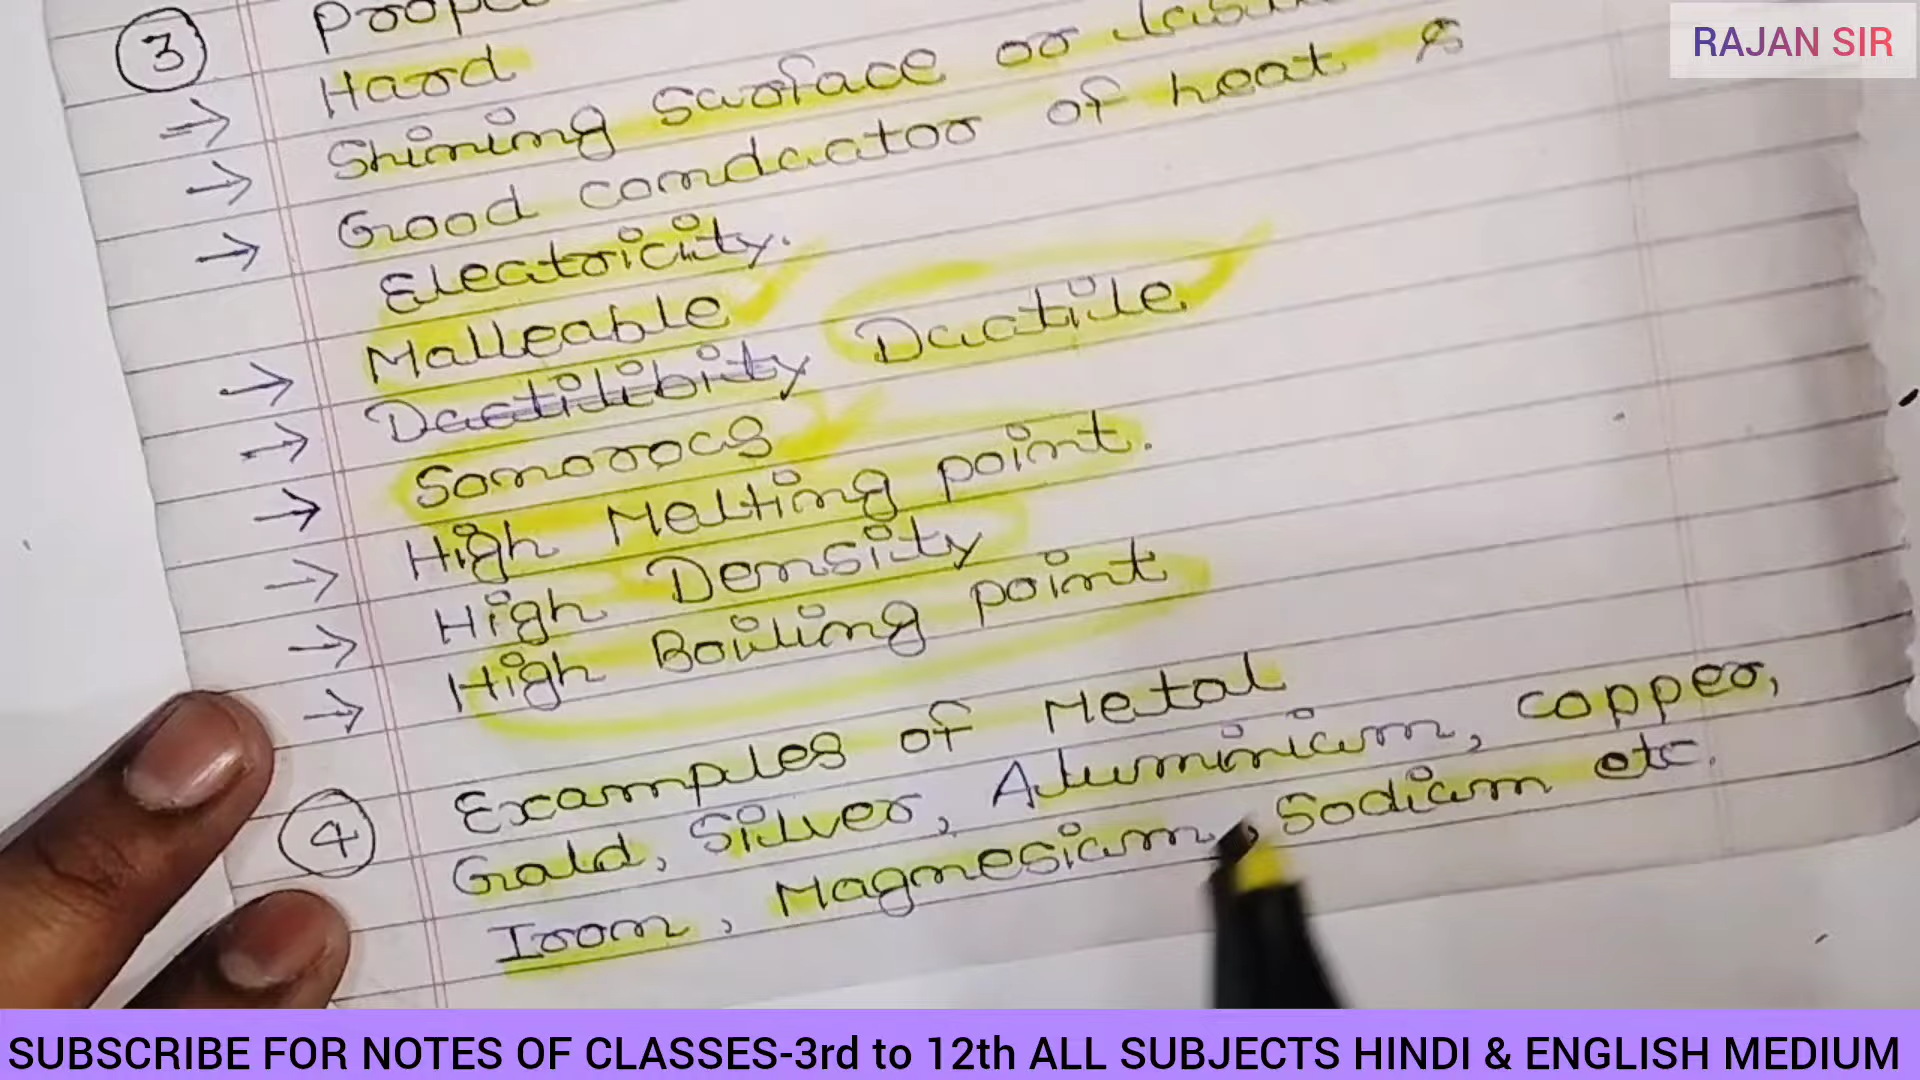 RAJAN SIR
3
→ Hard
→ Shining Surface or
→ Good conductor of heat &
Electricity.
→ Malleable
→ Ductilibity Ductile.
→ Sonorous
→ High Melting point.
→ High Density
→ High Boiling point
4 Examples of Metal
Gold, Silver, Aluminium, copper,
Iron, Magnesium, Sodium etc.
SUBSCRIBE FOR NOTES OF CLASSES-3rd to 12th ALL SUBJECTS HINDI & ENGLISH MEDIUM